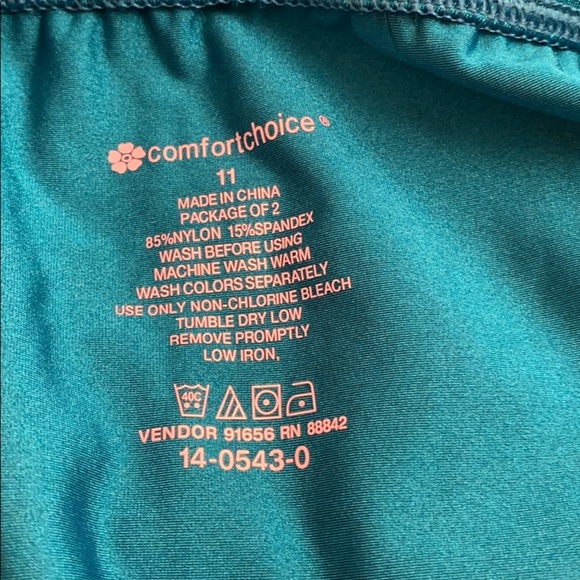 comfortchoice®
11
MADE IN CHINA
PACKAGE OF 2
85%NYLON 15%SPANDEX
WASH BEFORE USING
MACHINE WASH WARM
WASH COLORS SEPARATELY
USE ONLY NON-CHLORINE BLEACH
TUMBLE DRY LOW
REMOVE PROMPTLY
LOW IRON.
40C
VENDOR 91656 RN 88842
14-0543-0